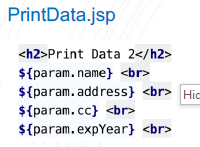 PrintData.jsp
<h2>Print Data 2</h2>
${param.name} <br>
${param.address} <br>
Hid
${param.cc} <br>
${param.expYear} <br>